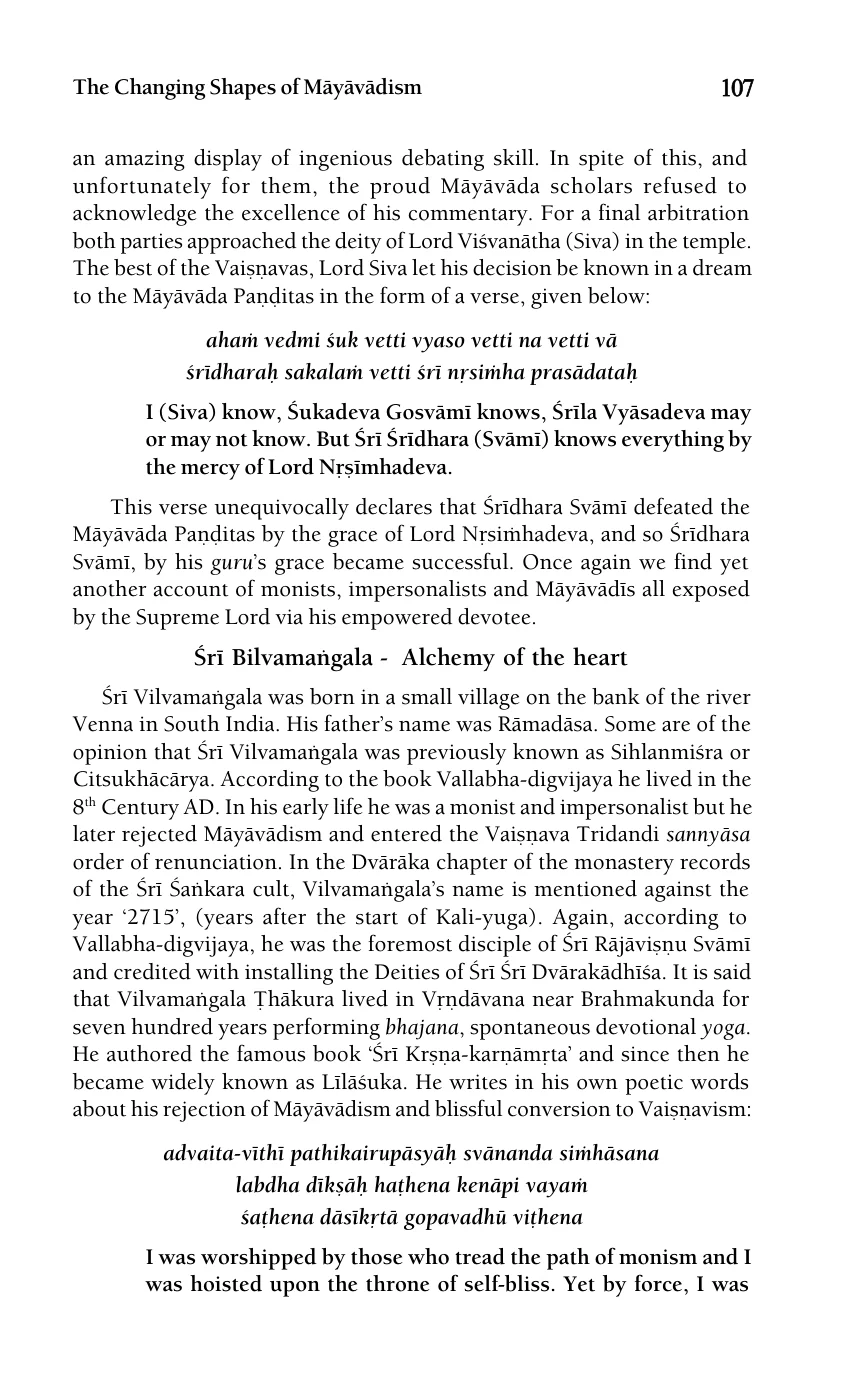 The Changing Shapes of Māyāvādism 107
an amazing display of ingenious debating skill. In spite of this, and
unfortunately for them, the proud Māyāvāda scholars refused to
acknowledge the excellence of his commentary. For a final arbitration
both parties approached the deity of Lord Viśvanātha (Siva) in the temple.
The best of the Vaiṣṇavas, Lord Siva let his decision be known in a dream
to the Māyāvāda Paṇḍitas in the form of a verse, given below:
ahaṁ vedmi śuk vetti vyaso vetti na vetti vā
śrīdharaḥ sakalaṁ vetti śrī nṛsiṁha prasādataḥ
I (Siva) know, Śukadeva Gosvāmī knows, Śrīla Vyāsadeva may
or may not know. But Śrī Śrīdhara (Svāmī) knows everything by
the mercy of Lord Nṛṣīmhadeva.
This verse unequivocally declares that Śrīdhara Svāmī defeated the
Māyāvāda Paṇḍitas by the grace of Lord Nṛsiṁhadeva, and so Śrīdhara
Svāmī, by his guru’s grace became successful. Once again we find yet
another account of monists, impersonalists and Māyāvādīs all exposed
by the Supreme Lord via his empowered devotee.
Śrī Bilvamaṅgala - Alchemy of the heart
Śrī Vilvamaṅgala was born in a small village on the bank of the river
Venna in South India. His father’s name was Rāmadāsa. Some are of the
opinion that Śrī Vilvamaṅgala was previously known as Sihlanmiśra or
Citsukhācārya. According to the book Vallabha-digvijaya he lived in the
8th Century AD. In his early life he was a monist and impersonalist but he
later rejected Māyāvādism and entered the Vaiṣṇava Tridandi sannyāsa
order of renunciation. In the Dvārāka chapter of the monastery records
of the Śrī Śaṅkara cult, Vilvamaṅgala’s name is mentioned against the
year ‘2715’, (years after the start of Kali-yuga). Again, according to
Vallabha-digvijaya, he was the foremost disciple of Śrī Rājāviṣṇu Svāmī
and credited with installing the Deities of Śrī Śrī Dvārakādhīśa. It is said
that Vilvamaṅgala Ṭhākura lived in Vṛṇdāvana near Brahmakunda for
seven hundred years performing bhajana, spontaneous devotional yoga.
He authored the famous book ‘Śrī Kṛṣṇa-karṇāmṛta’ and since then he
became widely known as Līlāśuka. He writes in his own poetic words
about his rejection of Māyāvādism and blissful conversion to Vaiṣṇavism:
advaita-vīthī pathikairupāsyāḥ svānanda siṁhāsana
labdha dīkṣāḥ haṭhena kenāpi vayaṁ
śaṭhena dāsīkṛtā gopavadhū viṭhena
I was worshipped by those who tread the path of monism and I
was hoisted upon the throne of self-bliss. Yet by force, I was